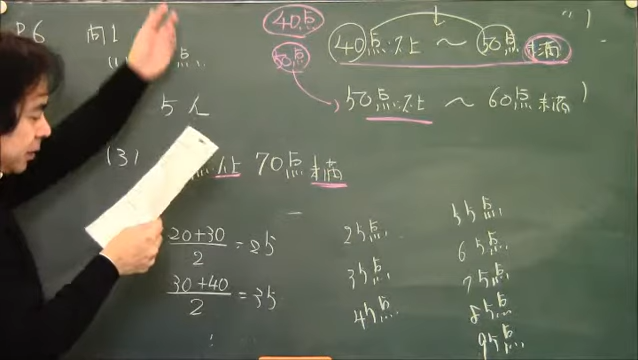 P.6 問1
40点
40点以上 〜 50点未満
50点
50点以上 〜 60点未満
5人
(3)
以上 70点未満
20+30/2 = 25
30+40/2 = 35
25点
35点
45点
55点
65点
75点
85点
95点